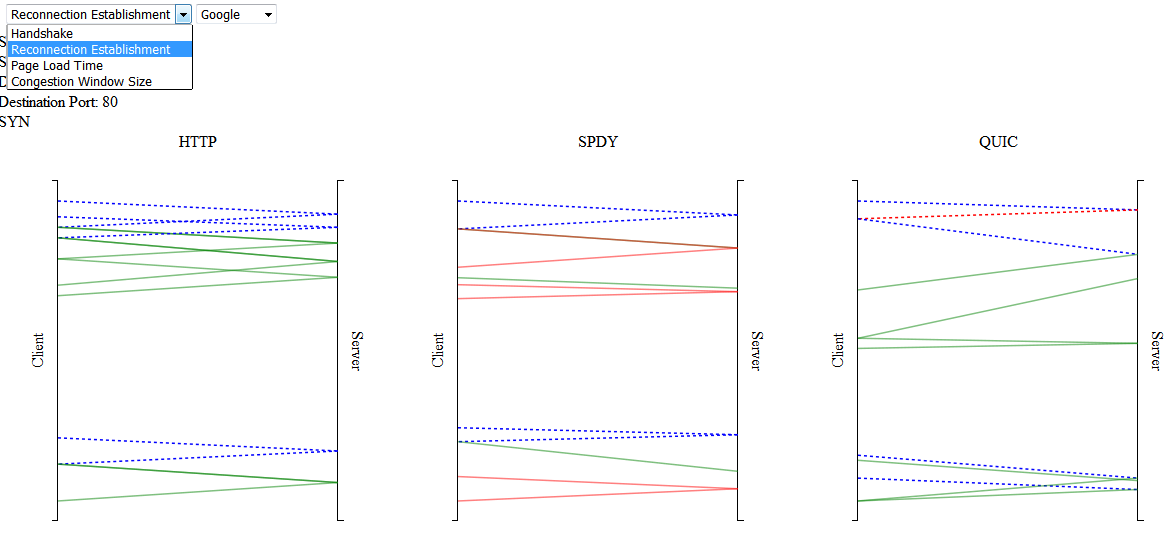 Reconnection Establishment Google
Handshake
Reconnection Establishment
Page Load Time
Congestion Window Size
Destination Port: 80
SYN
HTTP SPDY QUIC
Client Server Client Server Client Server